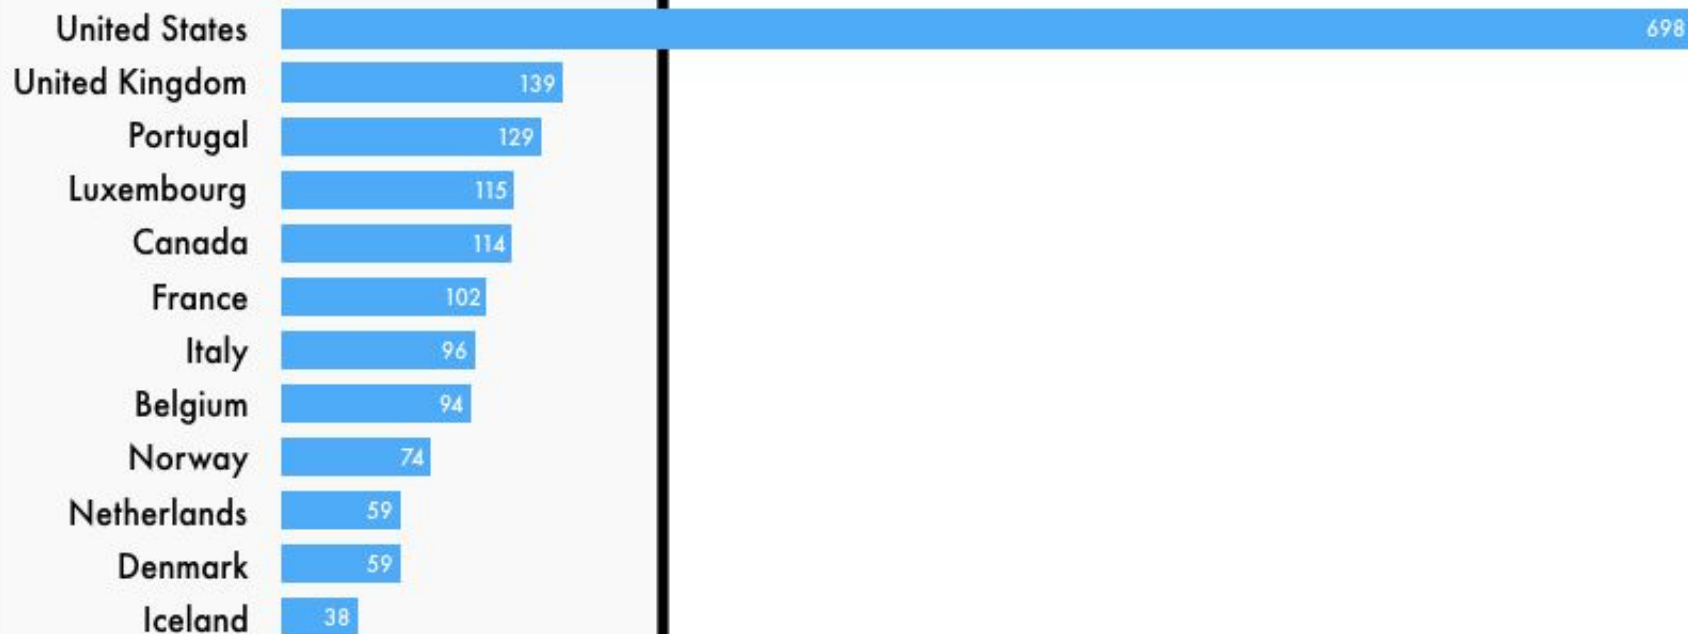 United States 698
United Kingdom 139
Portugal 129
Luxembourg 115
Canada 114
France 102
Italy 96
Belgium 94
Norway 74
Netherlands 59
Denmark 59
Iceland 38